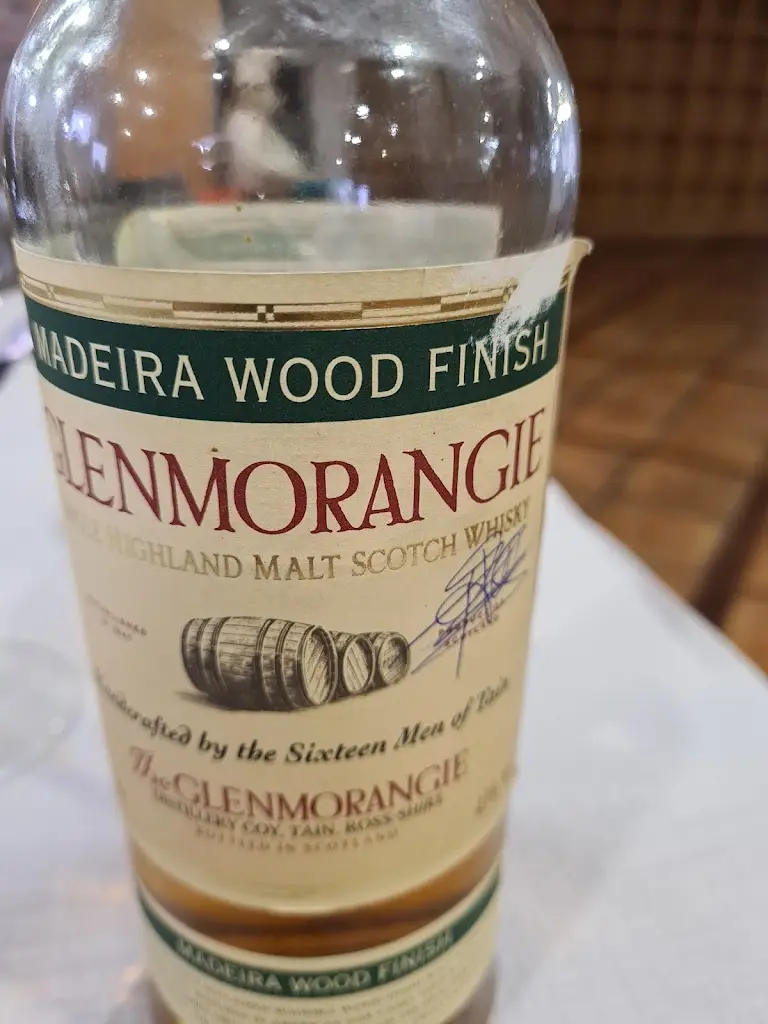 MADEIRA WOOD FINISH
GLENMORANGIE
HIGHLAND MALT SCOTCH WHISKY
Handcrafted by the Sixteen Men of Tain
The GLENMORANGIE
DISTILLERY COY, TAIN, ROSS-SHIRE
BOTTLED IN SCOTLAND
MADEIRA WOOD FINISH